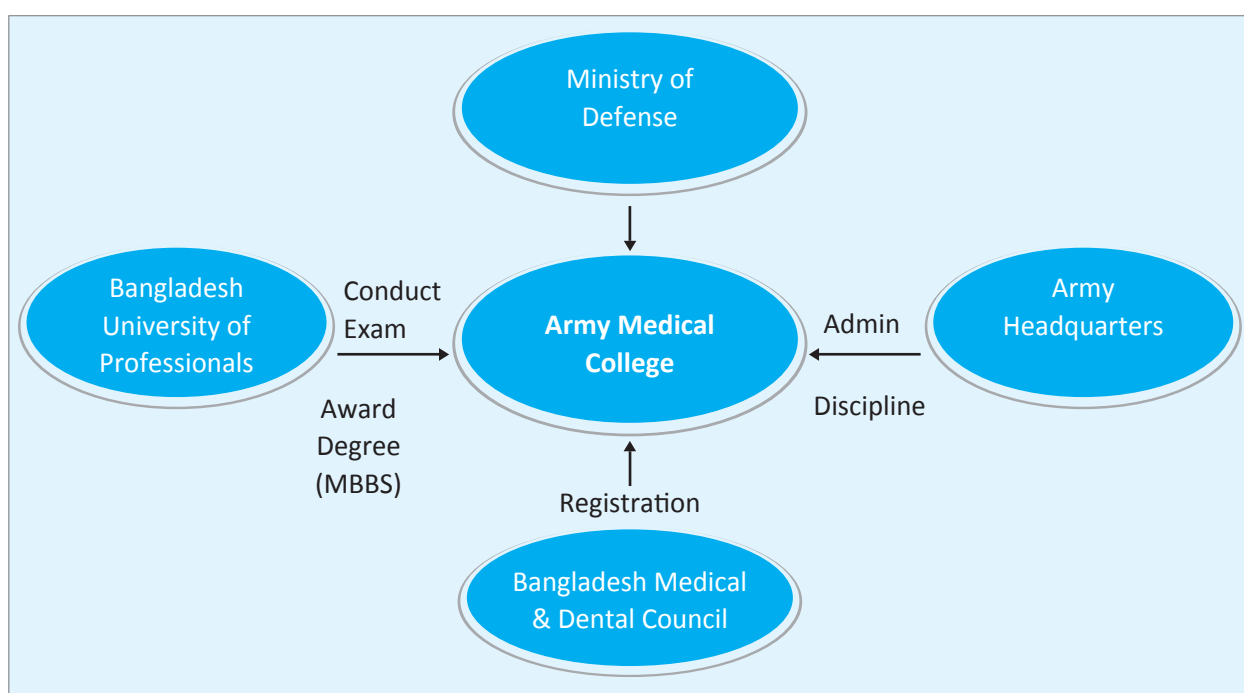 Ministry of
Defense
Bangladesh
University of
Professionals
Conduct
Exam
Award
Degree
(MBBS)
Army Medical
College
Admin
Discipline
Army
Headquarters
Registration
Bangladesh Medical
& Dental Council